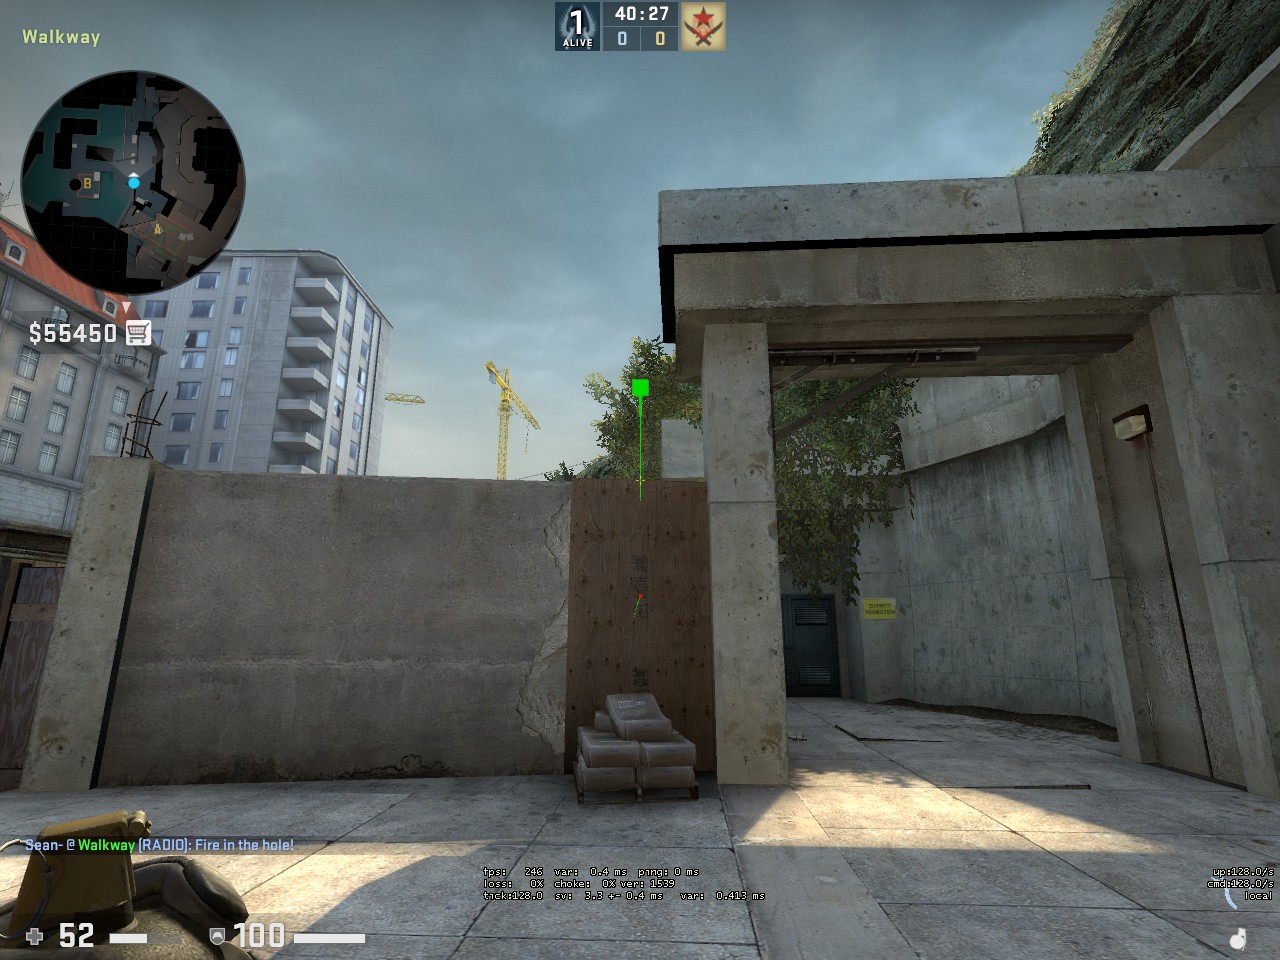 Walkway
1
ALIVE
40:27
0 0
B
A
$55450
ZUTRITT
VERBOTEN
Sean- @ Walkway (RADIO): Fire in the hole!
fps: 246 var: 0.4 ms ping: 0 ms
loss: 0% choke: 0% ver: 1539
tick:128.0 sv: 3.3 +- 0.4 ms var: 0.413 ms
up:128.0/s
cmd:128.0/s
local
52
100